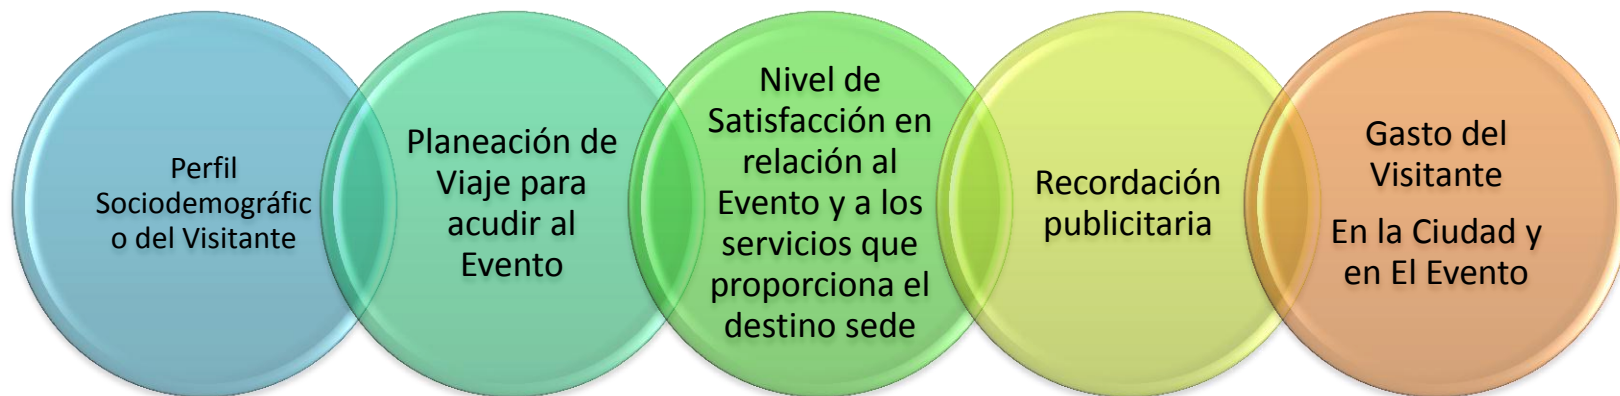 Perfil
Sociodemográfic
o del Visitante
Planeación de
Viaje para
acudir al
Evento
Nivel de
Satisfacción en
relación al
Evento y a los
servicios que
proporciona el
destino sede
Recordación
publicitaria
Gasto del
Visitante
En la Ciudad y
en El Evento